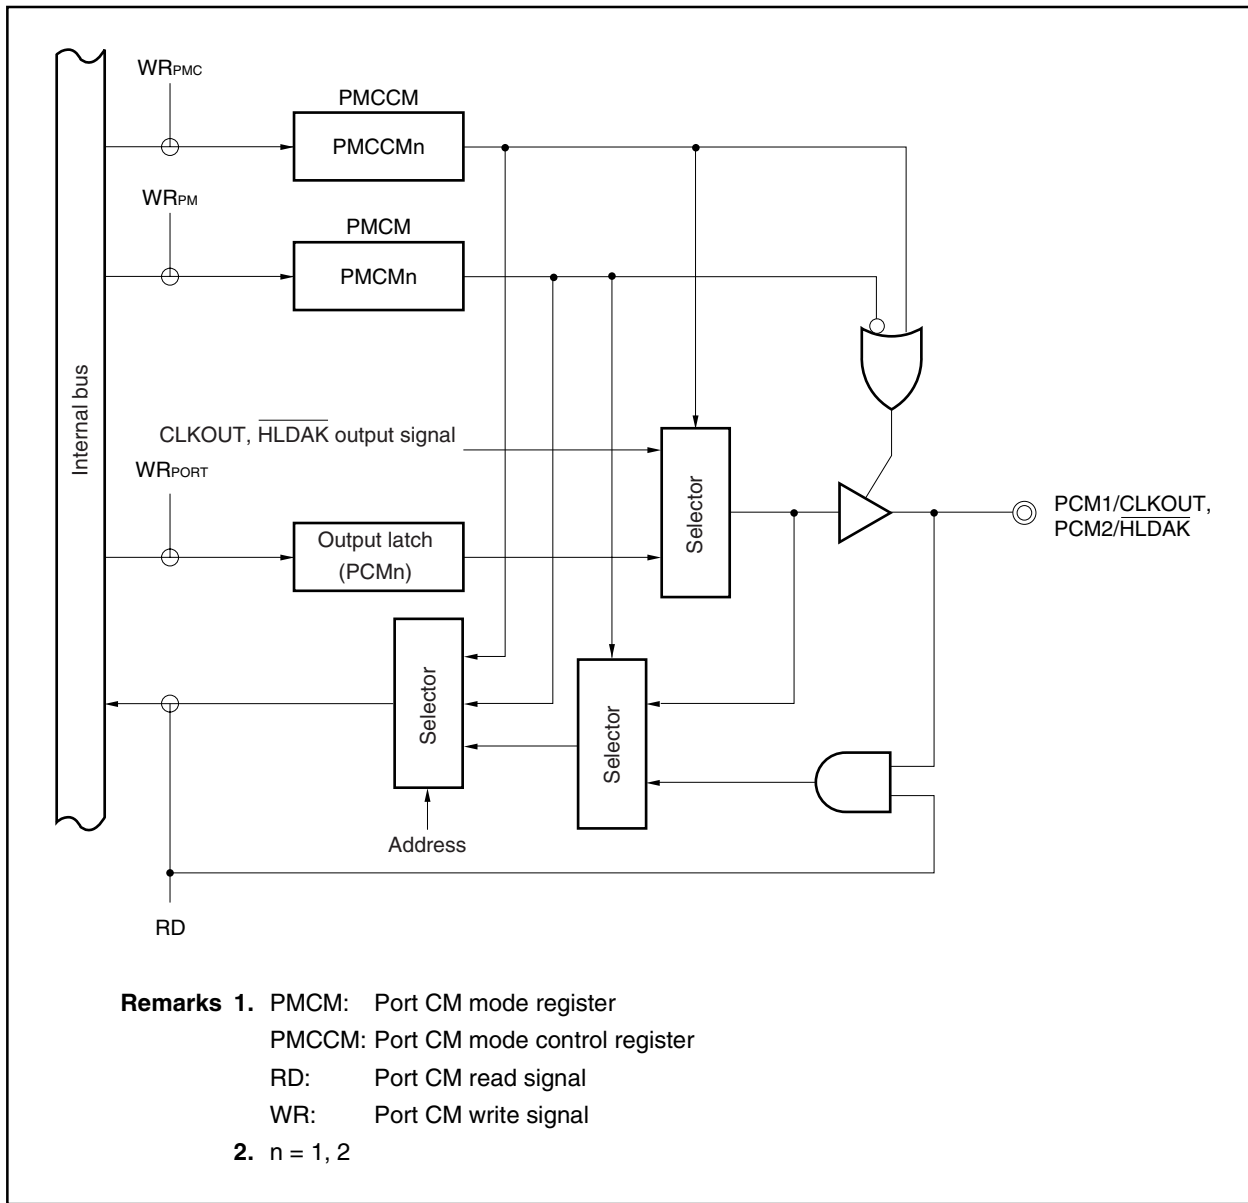 WRPMC
PMCCM
PMCCMn
WRPM
PMCM
PMCMn
Internal bus
CLKOUT, H̅L̅D̅A̅K̅ output signal
WRPORT
Output latch
(PCMn)
Selector
PCM1/CLKOUT,
PCM2/H̅L̅D̅A̅K̅
Selector
Selector
Address
RD
Remarks 1. PMCM: Port CM mode register
PMCCM: Port CM mode control register
RD: Port CM read signal
WR: Port CM write signal
2. n = 1, 2